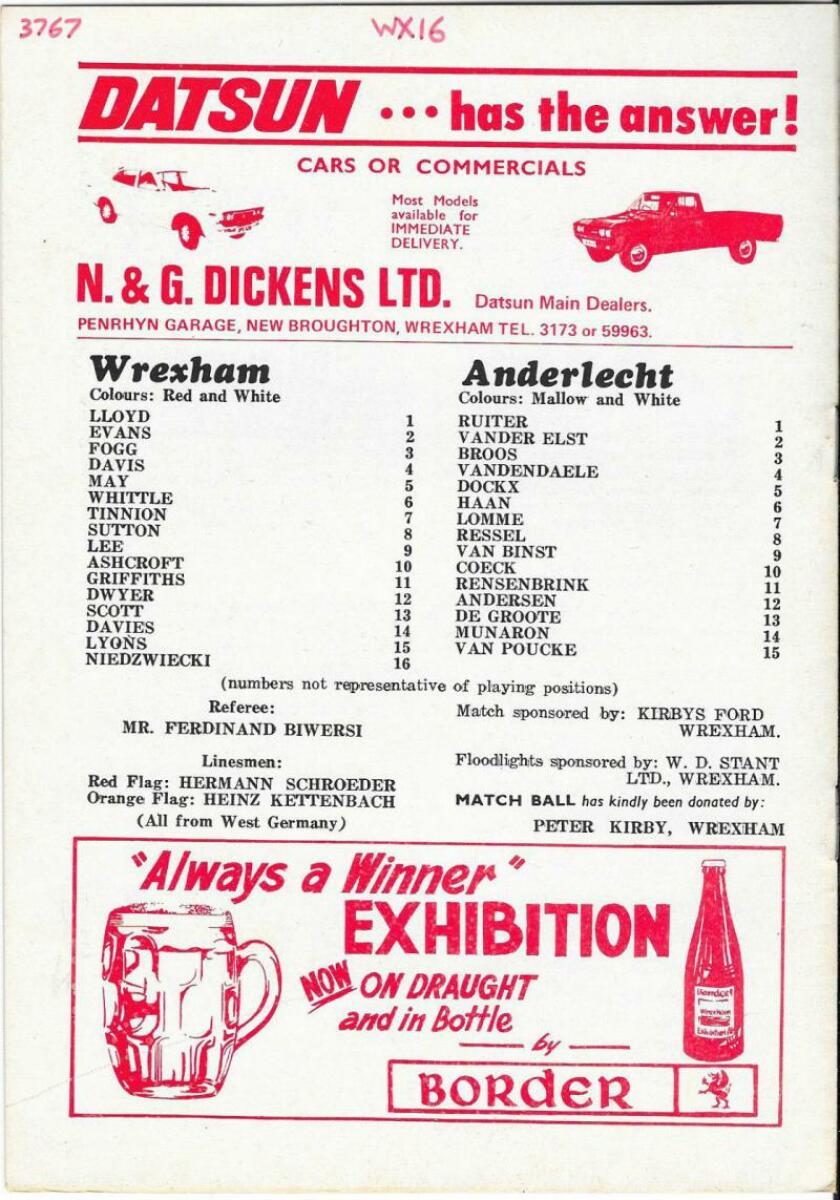 3767 WX16
DATSUN ... has the answer!
CARS OR COMMERCIALS
Most Models
available for
IMMEDIATE
DELIVERY.
N. & G. DICKENS LTD. Datsun Main Dealers.
PENRHYN GARAGE, NEW BROUGHTON, WREXHAM TEL. 3173 or 59963.
Wrexham
Colours: Red and White
LLOYD 1
EVANS 2
FOGG 3
DAVIS 4
MAY 5
WHITTLE 6
TINNION 7
SUTTON 8
LEE 9
ASHCROFT 10
GRIFFITHS 11
DWYER 12
SCOTT 13
DAVIES 14
LYONS 15
NIEDZWIECKI 16
Anderlecht
Colours: Mallow and White
RUITER 1
VANDER ELST 2
BROOS 3
VANDENDAELE 4
DOCKX 5
HAAN 6
LOMME 7
RESSEL 8
VAN BINST 9
COECK 10
RENSENBRINK 11
ANDERSEN 12
DE GROOTE 13
MUNARON 14
VAN POUCKE 15
(numbers not representative of playing positions)
Referee:
MR. FERDINAND BIWERSI
Linesmen:
Red Flag: HERMANN SCHROEDER
Orange Flag: HEINZ KETTENBACH
(All from West Germany)
Match sponsored by: KIRBYS FORD
WREXHAM.
Floodlights sponsored by: W. D. STANT
LTD., WREXHAM.
MATCH BALL has kindly been donated by:
PETER KIRBY, WREXHAM
"Always a Winner"
EXHIBITION
NOW ON DRAUGHT
and in Bottle
by
BORDER